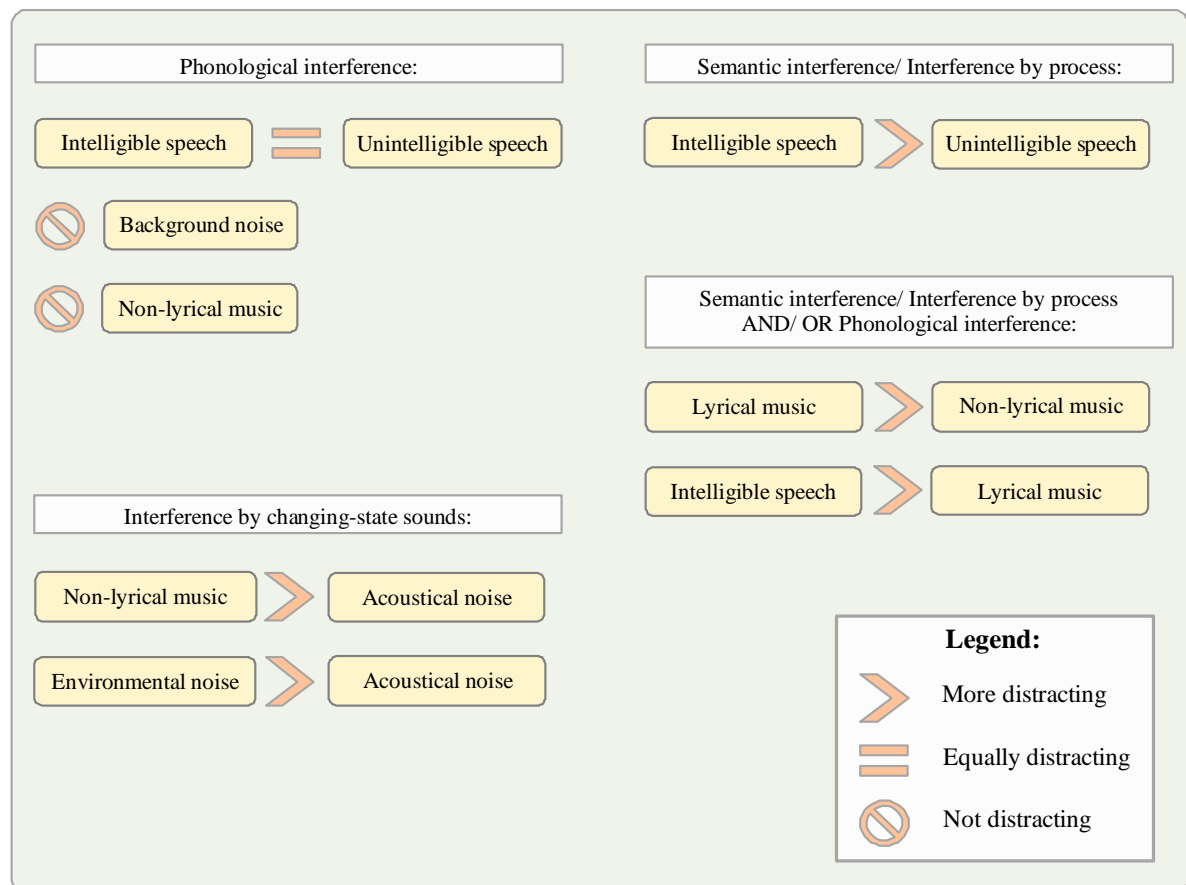 Phonological interference:
Intelligible speech
Unintelligible speech
Background noise
Non-lyrical music
Interference by changing-state sounds:
Non-lyrical music
Acoustical noise
Environmental noise
Acoustical noise
Semantic interference/ Interference by process:
Intelligible speech
Unintelligible speech
Semantic interference/ Interference by process
AND/ OR Phonological interference:
Lyrical music
Non-lyrical music
Intelligible speech
Lyrical music
Legend:
More distracting
Equally distracting
Not distracting